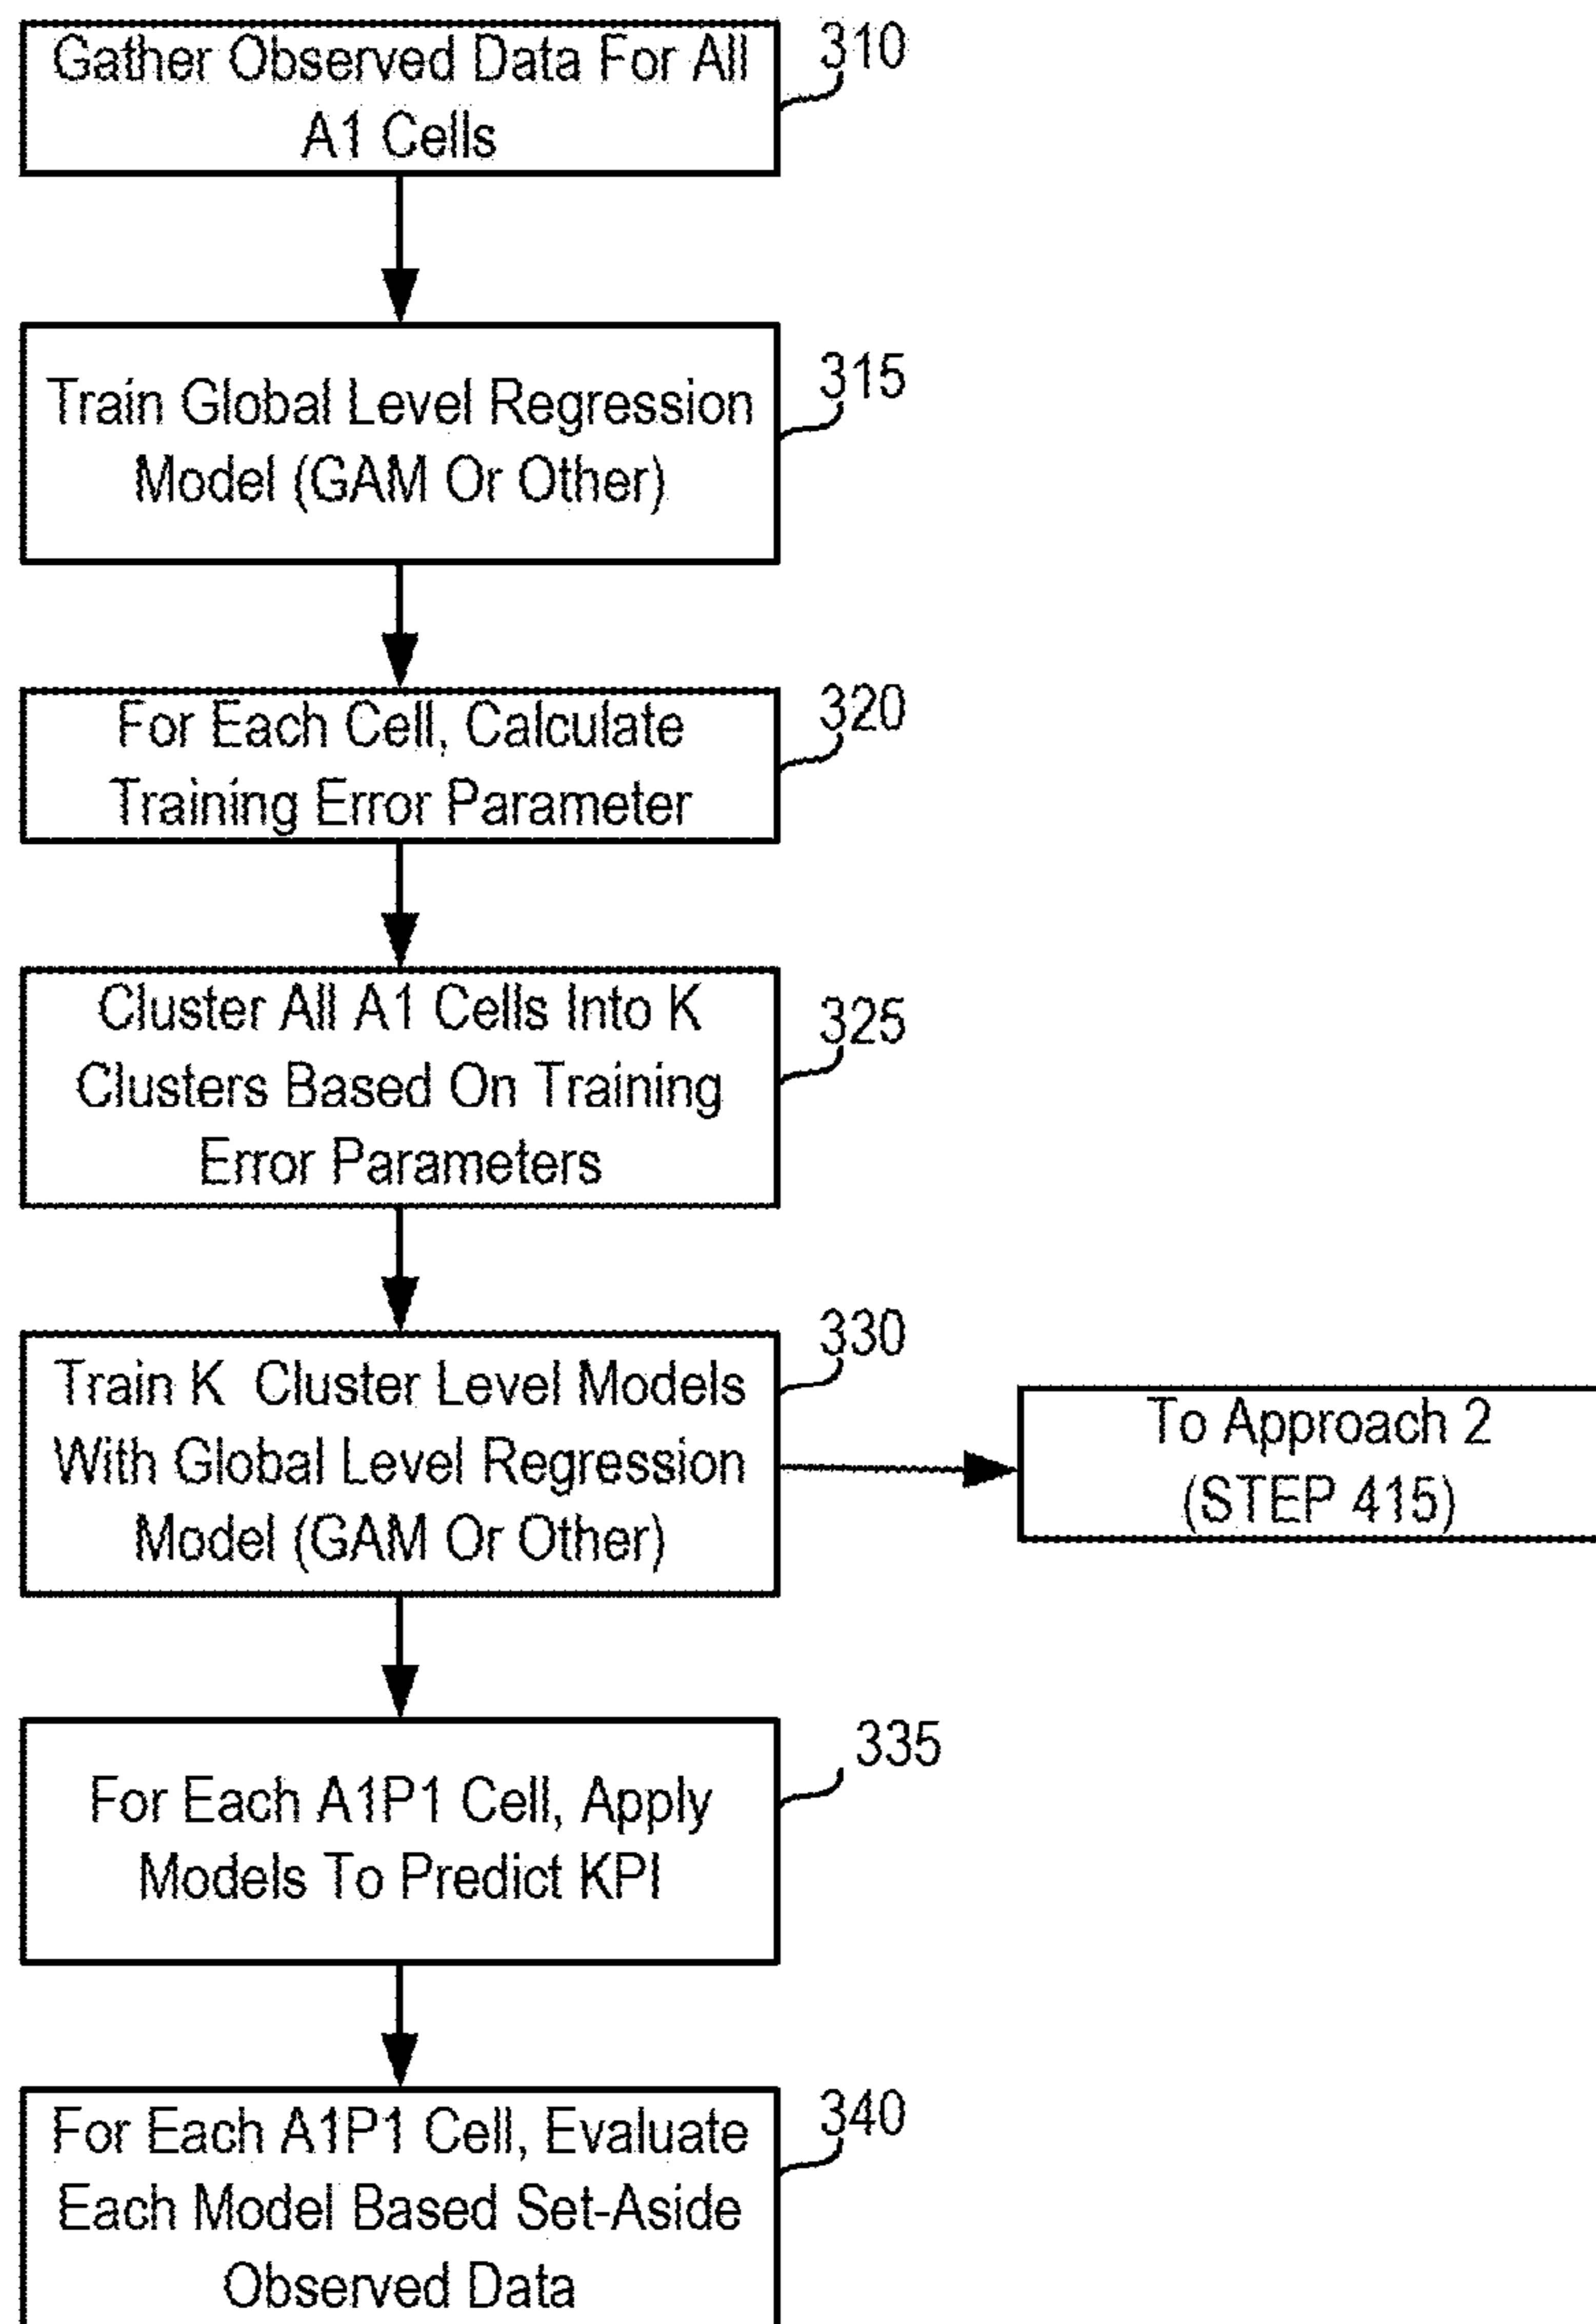 Gather Observed Data For All
A1 Cells
310
Train Global Level Regression
Model (GAM Or Other)
315
For Each Cell, Calculate
Training Error Parameter
320
Cluster All A1 Cells Into K
Clusters Based On Training
Error Parameters
325
Train K Cluster Level Models
With Global Level Regression
Model (GAM Or Other)
330
To Approach 2
(STEP 415)
For Each A1P1 Cell, Apply
Models To Predict KPI
335
For Each A1P1 Cell, Evaluate
Each Model Based Set-Aside
Observed Data
340